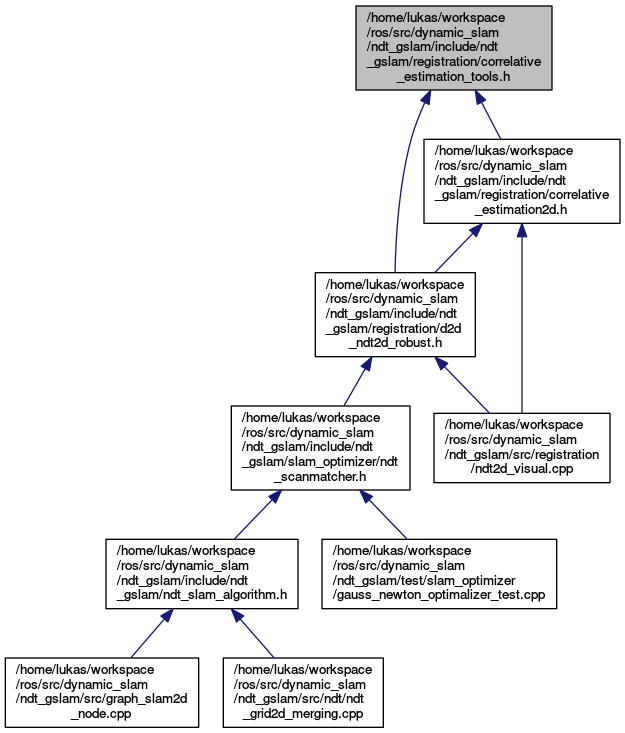 /home/lukas/workspace
/ros/src/dynamic_slam
/ndt_gslam/include/ndt
_gslam/registration/correlative
_estimation_tools.h
/home/lukas/workspace
/ros/src/dynamic_slam
/ndt_gslam/include/ndt
_gslam/registration/correlative
_estimation2d.h
/home/lukas/workspace
/ros/src/dynamic_slam
/ndt_gslam/include/ndt
_gslam/registration/d2d
_ndt2d_robust.h
/home/lukas/workspace
/ros/src/dynamic_slam
/ndt_gslam/include/ndt
_gslam/slam_optimizer/ndt
_scanmatcher.h
/home/lukas/workspace
/ros/src/dynamic_slam
/ndt_gslam/src/registration
/ndt2d_visual.cpp
/home/lukas/workspace
/ros/src/dynamic_slam
/ndt_gslam/include/ndt
_gslam/ndt_slam_algorithm.h
/home/lukas/workspace
/ros/src/dynamic_slam
/ndt_gslam/test/slam_optimizer
/gauss_newton_optimalizer_test.cpp
/home/lukas/workspace
/ros/src/dynamic_slam
/ndt_gslam/src/graph_slam2d
_node.cpp
/home/lukas/workspace
/ros/src/dynamic_slam
/ndt_gslam/src/ndt/ndt
_grid2d_merging.cpp